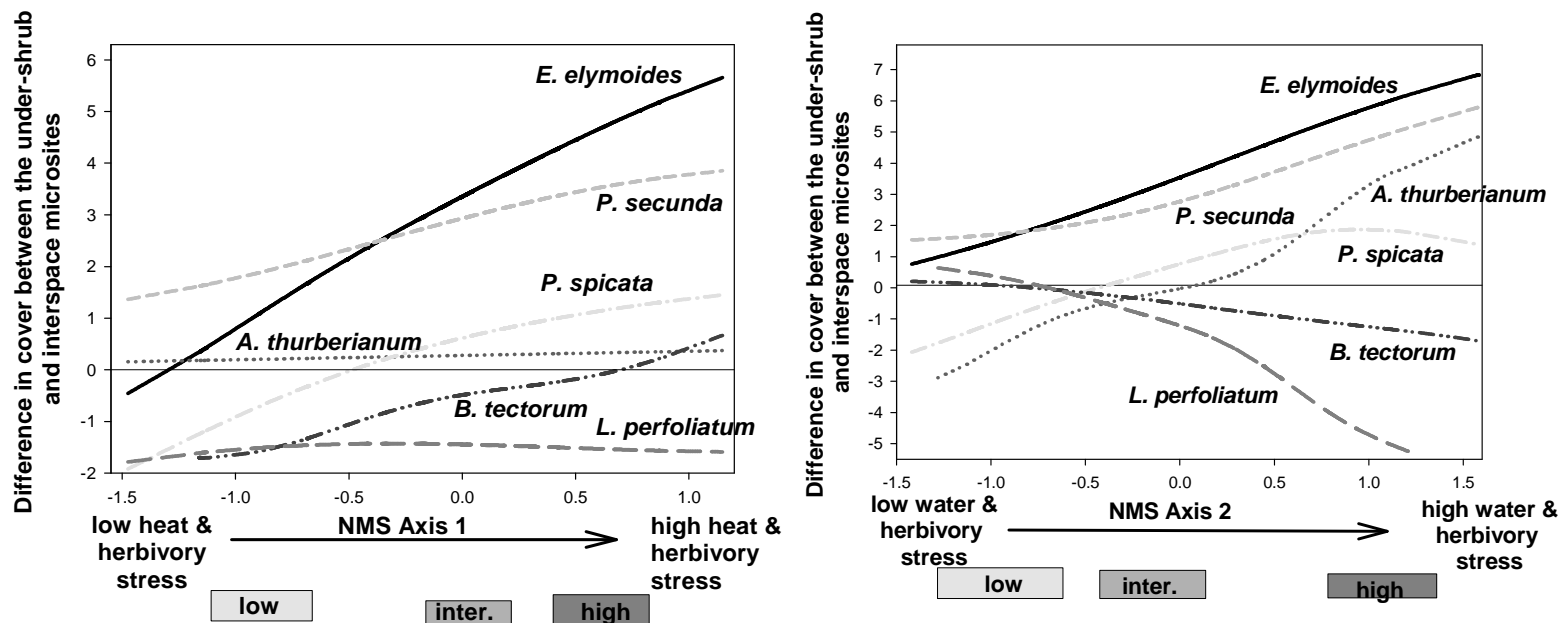 Difference in cover between the under-shrub
and interspace microsites
6
5
4
3
2
1
0
-1
-2
E. elymoides
P. secunda
P. spicata
A. thurberianum
B. tectorum
L. perfoliatum
-1.5 -1.0 -0.5 0.0 0.5 1.0
low heat &
herbivory
stress
NMS Axis 1
high heat &
herbivory
stress
low
inter.
high
Difference in cover between the under-shrub
and interspace microsites
7
6
5
4
3
2
1
0
-1
-2
-3
-4
-5
E. elymoides
A. thurberianum
P. secunda
P. spicata
B. tectorum
L. perfoliatum
-1.5 -1.0 -0.5 0.0 0.5 1.0 1.5
low water &
herbivory
stress
NMS Axis 2
high water &
herbivory
stress
low
inter.
high